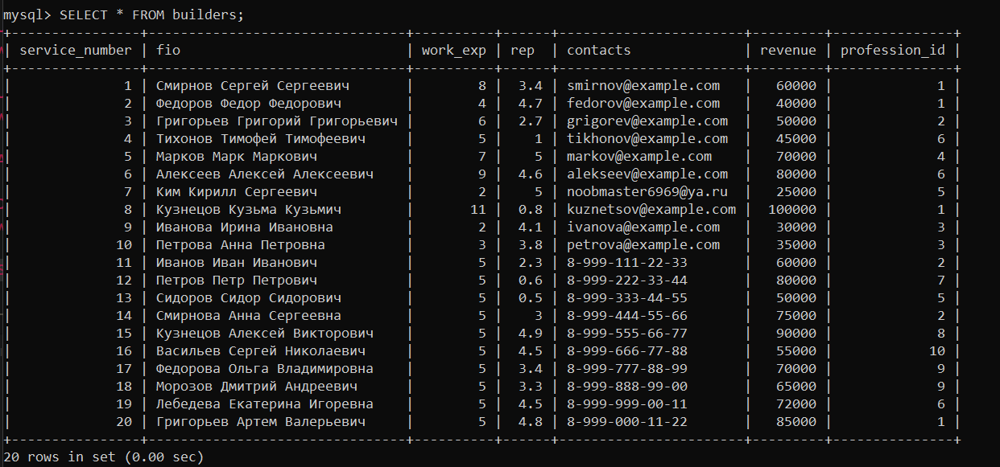 mysql> SELECT * FROM builders;
+----------------+--------------------------------+----------+------+-----------------------+---------+---------------+
| service_number | fio                            | work_exp | rep  | contacts              | revenue | profession_id |
+----------------+--------------------------------+----------+------+-----------------------+---------+---------------+
|              1 | Смирнов Сергей Сергеевич       |        8 |  3.4 | smirnov@example.com   |   60000 |             1 |
|              2 | Федоров Федор Федорович        |        4 |  4.7 | fedorov@example.com   |   40000 |             1 |
|              3 | Григорьев Григорий Григорьевич |        6 |  2.7 | grigorev@example.com  |   50000 |             2 |
|              4 | Тихонов Тимофей Тимофеевич     |        5 |    1 | tikhonov@example.com  |   45000 |             6 |
|              5 | Марков Марк Маркович           |        7 |    5 | markov@example.com    |   70000 |             4 |
|              6 | Алексеев Алексей Алексеевич    |        9 |  4.6 | alekseev@example.com  |   80000 |             6 |
|              7 | Ким Кирилл Сергеевич           |        2 |    5 | noobmaster6969@ya.ru  |   25000 |             5 |
|              8 | Кузнецов Кузьма Кузьмич        |       11 |  0.8 | kuznetsov@example.com |  100000 |             1 |
|              9 | Иванова Ирина Ивановна         |        2 |  4.1 | ivanova@example.com   |   30000 |             3 |
|             10 | Петрова Анна Петровна          |        3 |  3.8 | petrova@example.com   |   35000 |             3 |
|             11 | Иванов Иван Иванович           |        5 |  2.3 | 8-999-111-22-33       |   60000 |             2 |
|             12 | Петров Петр Петрович           |        5 |  0.6 | 8-999-222-33-44       |   80000 |             7 |
|             13 | Сидоров Сидор Сидорович        |        5 |  0.5 | 8-999-333-44-55       |   50000 |             5 |
|             14 | Смирнова Анна Сергеевна        |        5 |    3 | 8-999-444-55-66       |   75000 |             2 |
|             15 | Кузнецов Алексей Викторович    |        5 |  4.9 | 8-999-555-66-77       |   90000 |             8 |
|             16 | Васильев Сергей Николаевич     |        5 |  4.5 | 8-999-666-77-88       |   55000 |            10 |
|             17 | Федорова Ольга Владимировна    |        5 |  3.4 | 8-999-777-88-99       |   70000 |             9 |
|             18 | Морозов Дмитрий Андреевич      |        5 |  3.3 | 8-999-888-99-00       |   65000 |             9 |
|             19 | Лебедева Екатерина Игоревна    |        5 |  4.5 | 8-999-999-00-11       |   72000 |             6 |
|             20 | Григорьев Артем Валерьевич     |        5 |  4.8 | 8-999-000-11-22       |   85000 |             1 |
+----------------+--------------------------------+----------+------+-----------------------+---------+---------------+
20 rows in set (0.00 sec)